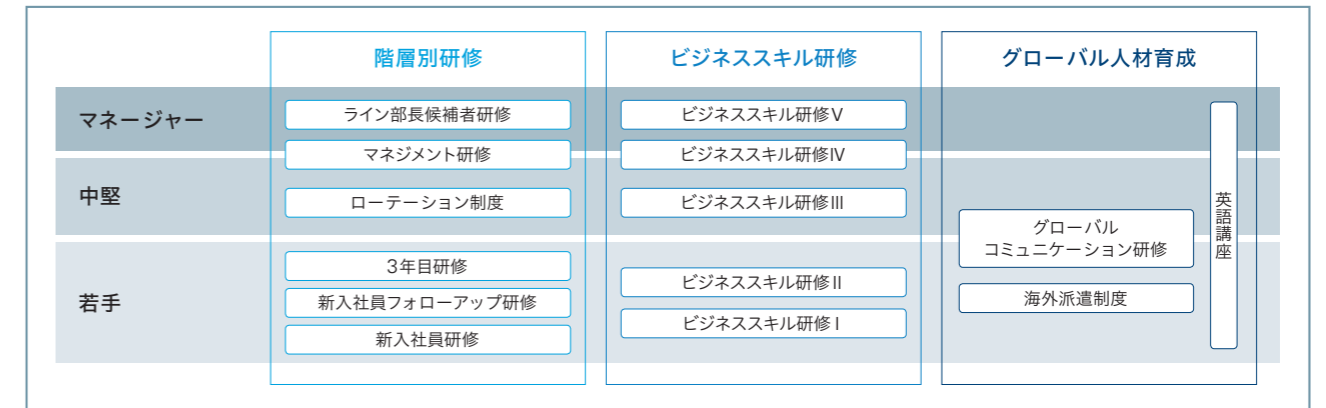 階層別研修
ビジネススキル研修
グローバル人材育成
マネージャー
ライン部長候補者研修
ビジネススキル研修Ⅴ
マネジメント研修
ビジネススキル研修Ⅳ
中堅
ローテーション制度
ビジネススキル研修Ⅲ
グローバル
コミュニケーション研修
英語講座
若手
3年目研修
新入社員フォローアップ研修
新入社員研修
ビジネススキル研修Ⅱ
ビジネススキル研修Ⅰ
海外派遣制度